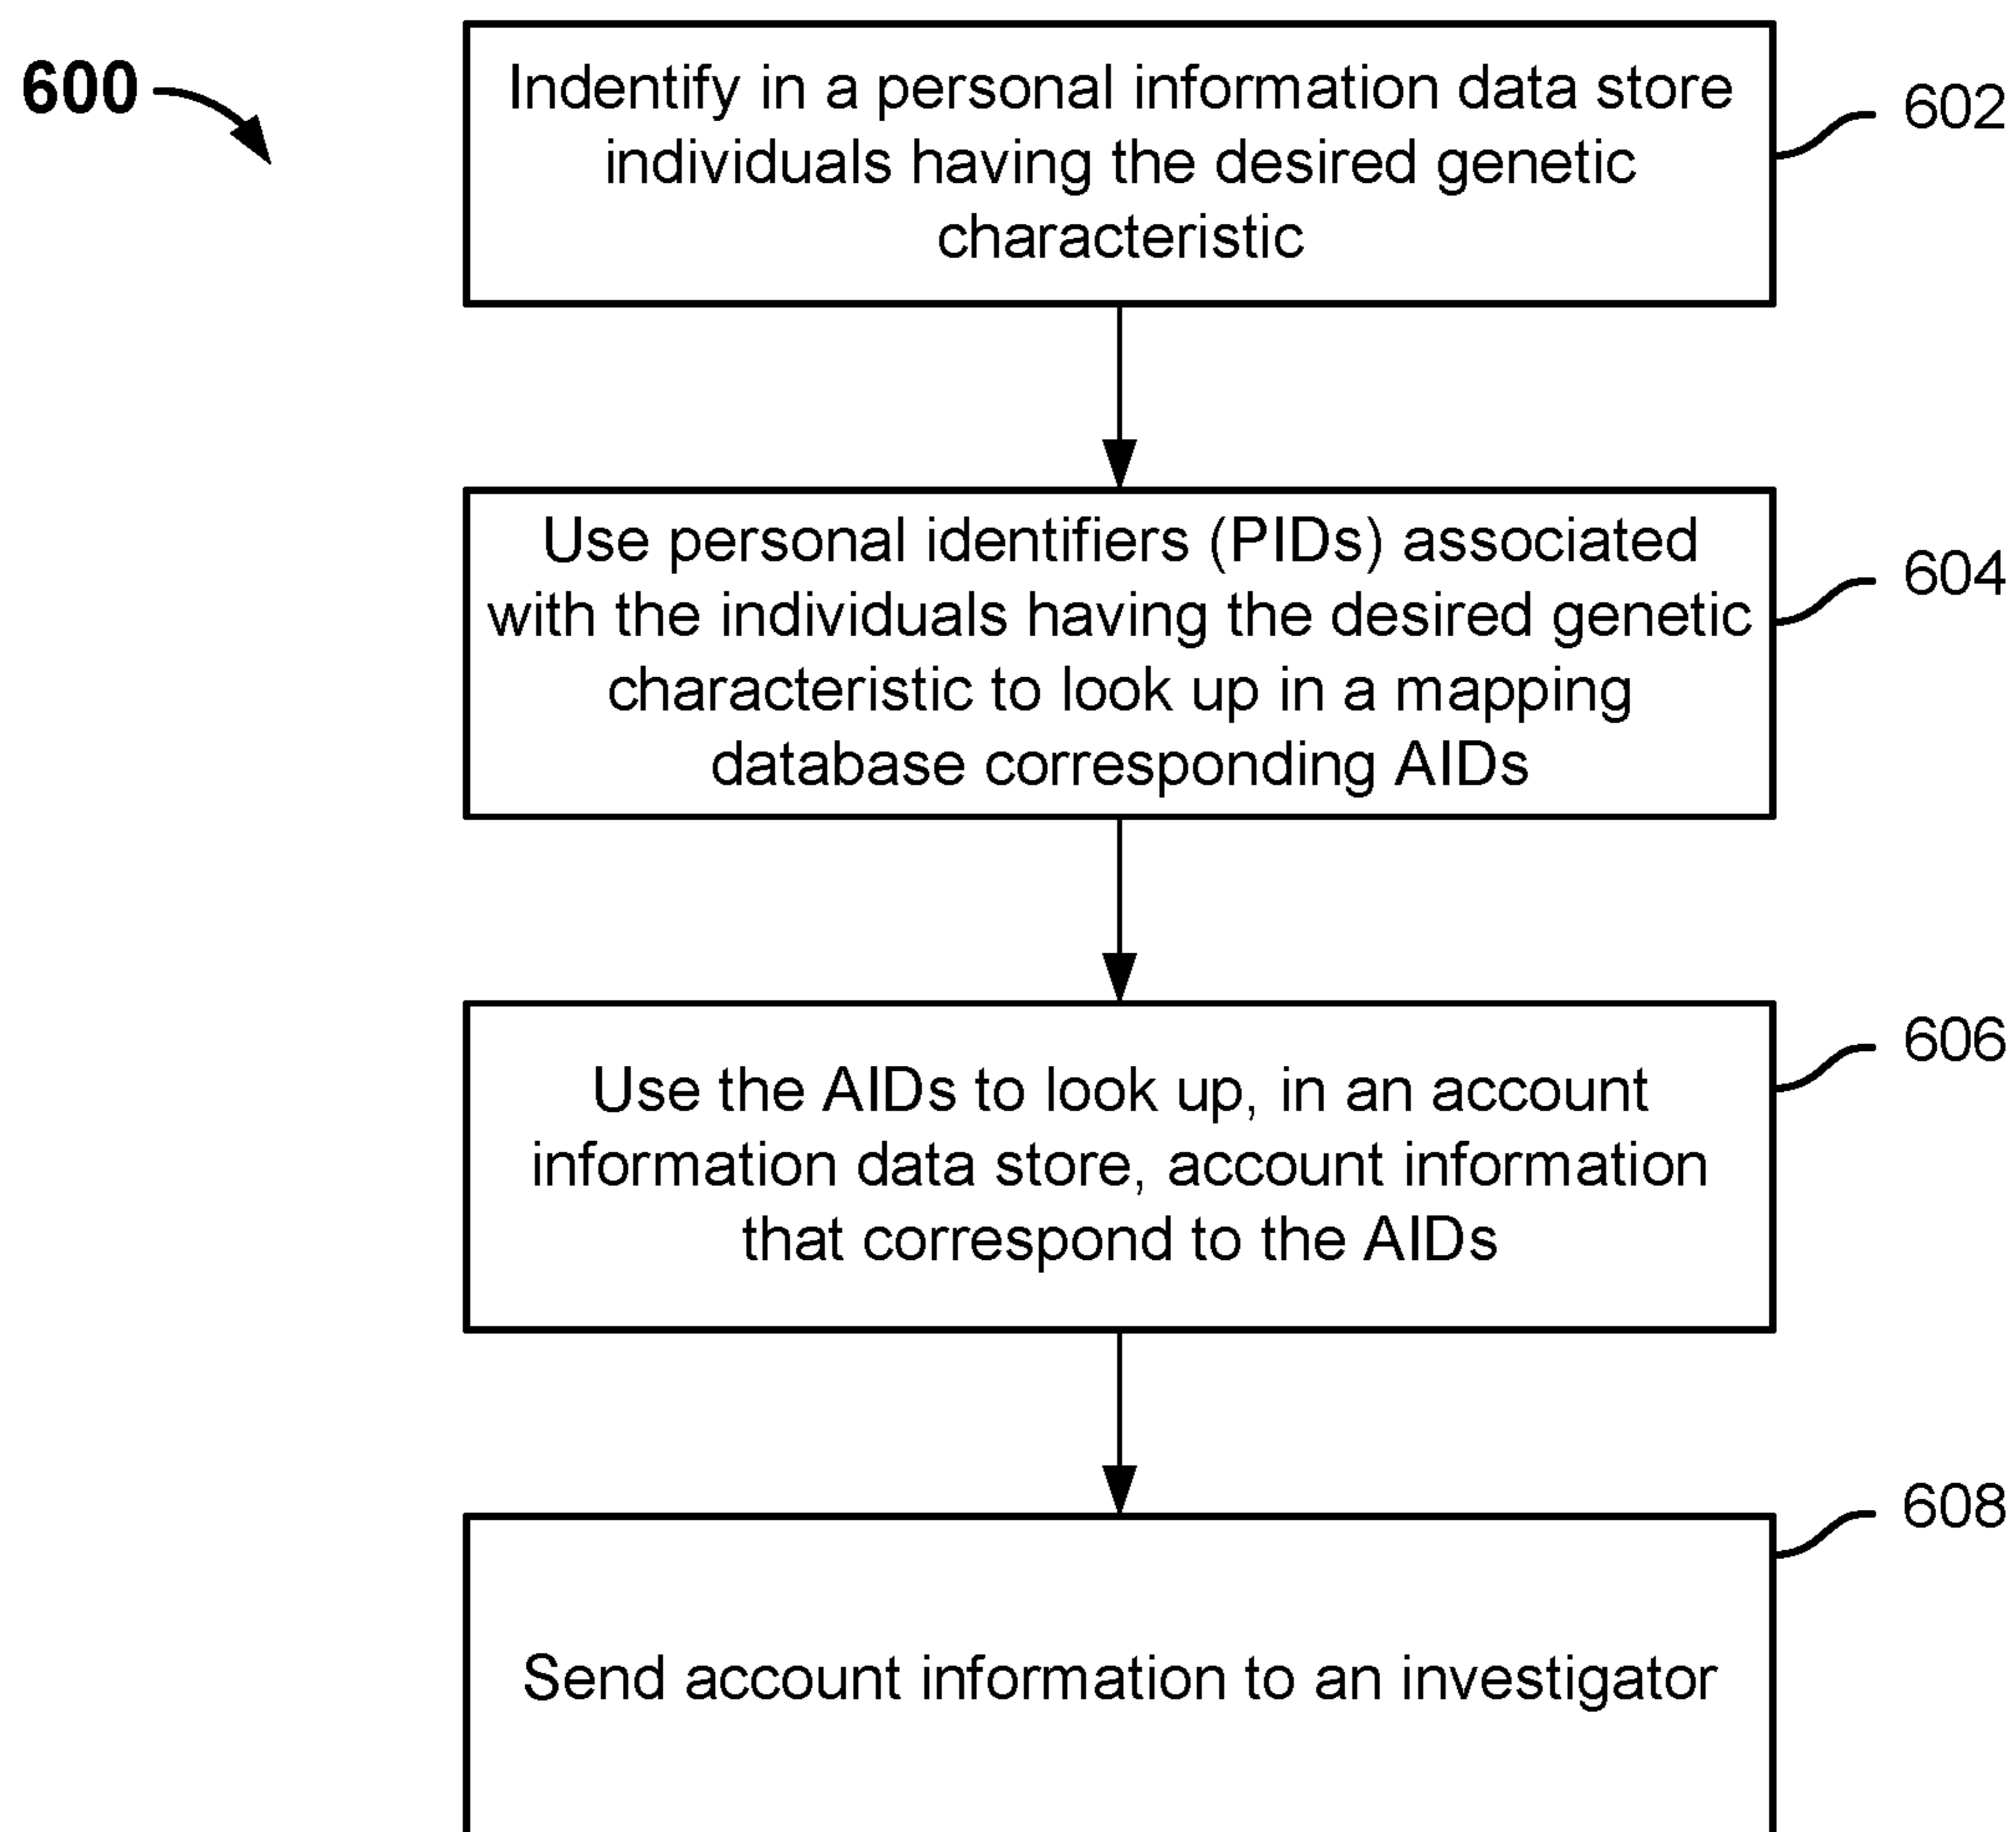 600
Indentify in a personal information data store
individuals having the desired genetic
characteristic
602
Use personal identifiers (PIDs) associated
with the individuals having the desired genetic
characteristic to look up in a mapping
database corresponding AIDs
604
Use the AIDs to look up, in an account
information data store, account information
that correspond to the AIDs
606
Send account information to an investigator
608